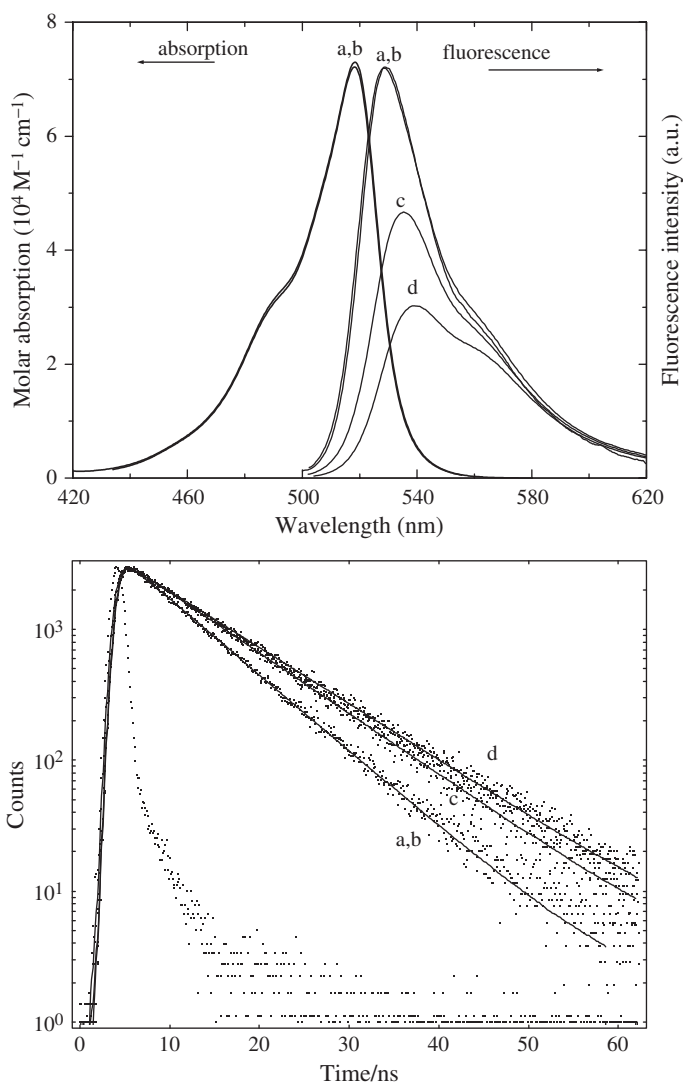 8
absorption
a,b
a,b
fluorescence
6
c
4
d
2
0
Molar absorption (10⁴ M⁻¹ cm⁻¹)
Fluorescence intensity (a.u.)
420 460 500 540 580 620
Wavelength (nm)
10³
10²
10¹
10⁰
Counts
d
c
a,b
0 10 20 30 40 50 60
Time/ns